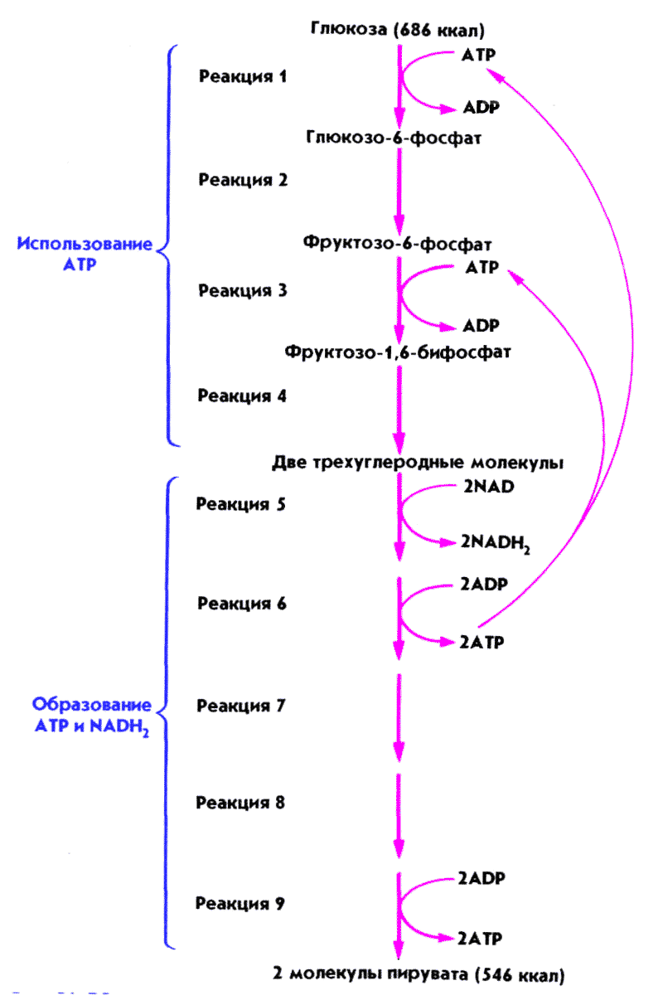 Глюкоза (686 ккал)
Реакция 1
ATP
ADP
Глюкозо-6-фосфат
Реакция 2
Использование
ATP
Фруктозо-6-фосфат
Реакция 3
ATP
ADP
Фруктозо-1,6-бифосфат
Реакция 4
Две трехуглеродные молекулы
Реакция 5
2NAD
2NADH₂
Реакция 6
2ADP
2ATP
Образование
ATP и NADH₂
Реакция 7
Реакция 8
Реакция 9
2ADP
2ATP
2 молекулы пирувата (546 ккал)